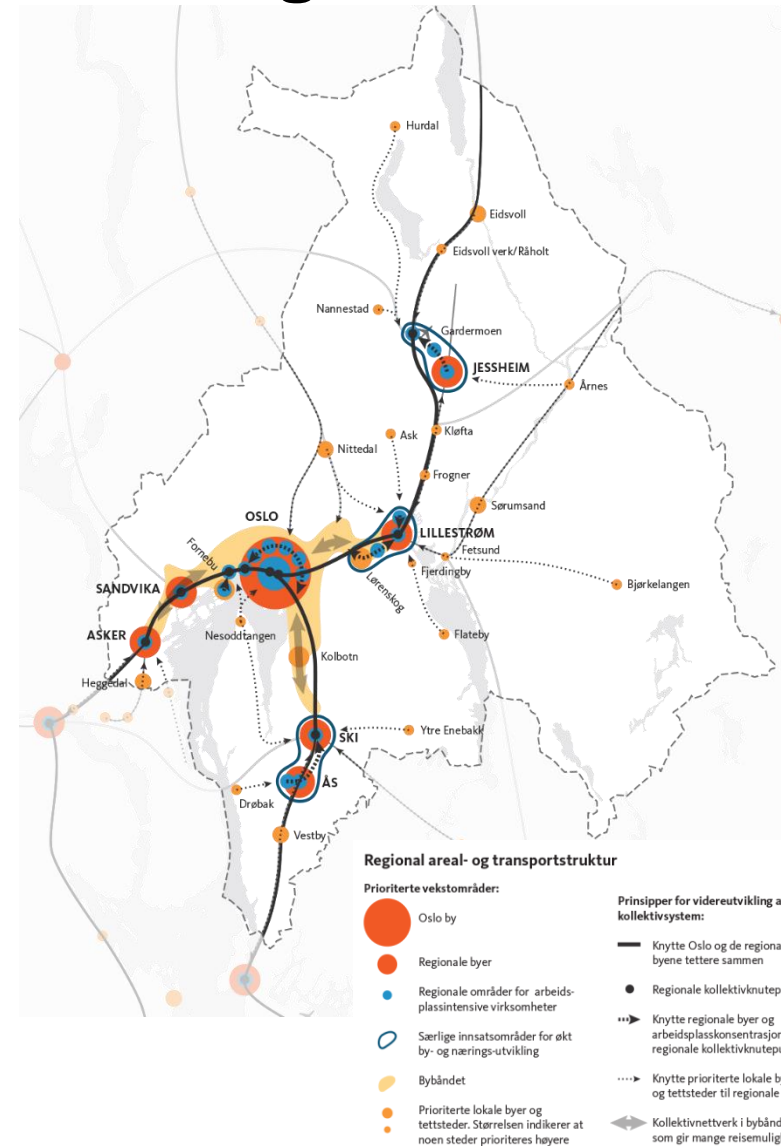 Hurdal
Eidsvoll
Eidsvoll verk/Råholt
Nannestad
Gardermoen
JESSHEIM
Årnes
Kløfta
Ask
Nittedal
Frogner
Sørumsand
OSLO
LILLESTRØM
Fetsund
Fornebu
Lørenskog
Fjerdingby
Bjørkelangen
SANDVIKA
Nesoddtangen
Flateby
ASKER
Kolbotn
Heggedal
Ytre Enebakk
SKI
ÅS
Drøbak
Vestby
Regional areal- og transportstruktur
Prioriterte vekstområder:
Oslo by
Regionale byer
Regionale områder for arbeids-
plassintensive virksomheter
Særlige innsatsområder for økt
by- og nærings-utvikling
Bybåndet
Prioriterte lokale byer og
tettsteder. Størrelsen indikerer at
noen steder prioriteres høyere
Prinsipper for videreutvikling a
kollektivsystem:
Knytte Oslo og de regiona
byene tettere sammen
Regionale kollektivknutep
Knytte regionale byer og
arbeidsplasskonsentrasjor
regionale kollektivknutepu
Knytte prioriterte lokale b
og tettsteder til regionale
Kollektivnettverk i bybånd
som gir mange reisemulig